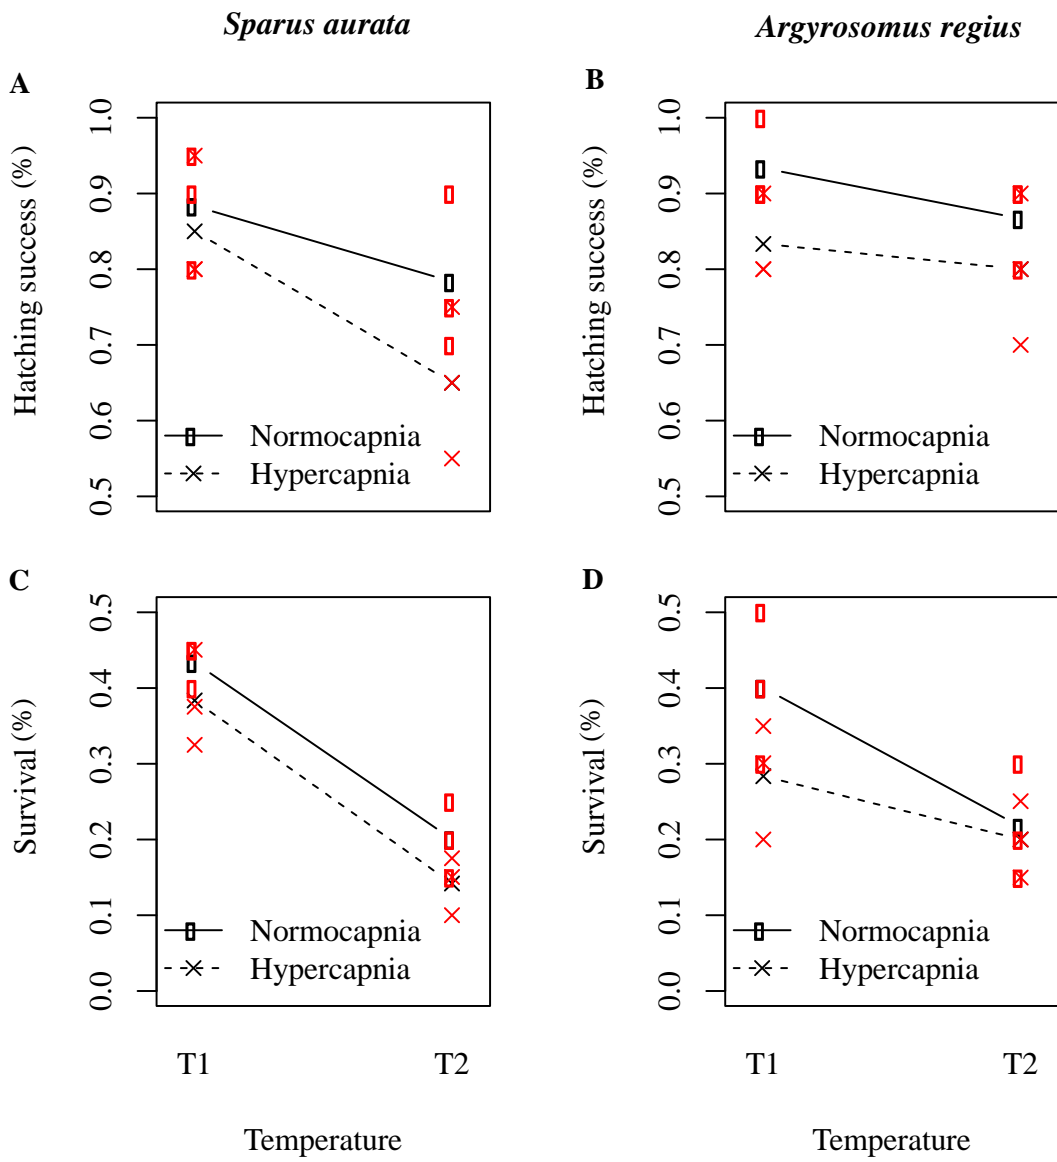 Sparus aurata
Argyrosomus regius
A
Hatching success (%)
1.0
0.9
0.8
0.7
0.6
0.5
Normocapnia
Hypercapnia
B
Hatching success (%)
1.0
0.9
0.8
0.7
0.6
0.5
Normocapnia
Hypercapnia
C
Survival (%)
0.5
0.4
0.3
0.2
0.1
0.0
Normocapnia
Hypercapnia
T1
T2
Temperature
D
Survival (%)
0.5
0.4
0.3
0.2
0.1
0.0
Normocapnia
Hypercapnia
T1
T2
Temperature